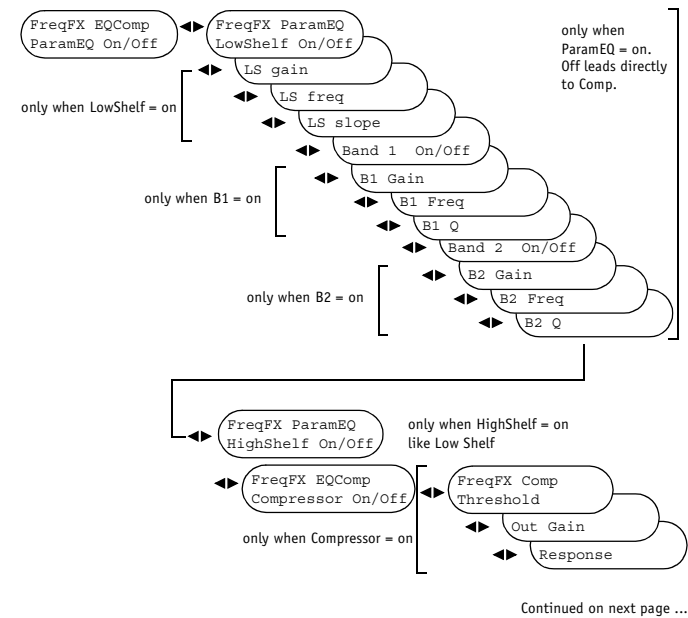 FreqFX EQComp
ParamEQ On/Off
FreqFX ParamEQ
LowShelf On/Off
only when
ParamEQ = on.
Off leads directly
to Comp.
LS gain
only when LowShelf = on
LS freq
LS slope
Band 1 On/Off
B1 Gain
only when B1 = on
B1 Freq
B1 Q
Band 2 On/Off
B2 Gain
only when B2 = on
B2 Freq
B2 Q
FreqFX ParamEQ
HighShelf On/Off
only when HighShelf = on
like Low Shelf
FreqFX EQComp
Compressor On/Off
FreqFX Comp
Threshold
only when Compressor = on
Out Gain
Response
Continued on next page ...